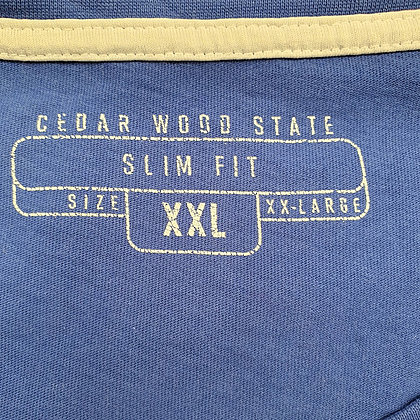 CEDAR WOOD STATE
SLIM FIT
SIZE XXL XX-LARGE